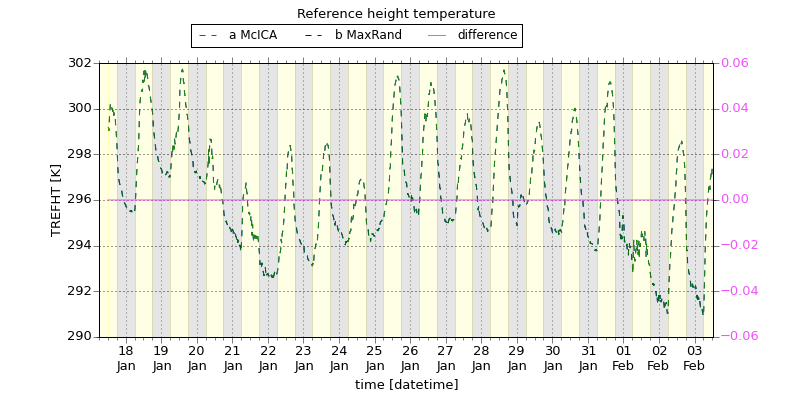 Reference height temperature
a McICA b MaxRand difference
302 0.06
300 0.04
298 0.02
296 0.00
294 −0.02
292 −0.04
290 −0.06
TREFHT [K]
18 19 20 21 22 23 24 25 26 27 28 29 30 31 01 02 03
Jan Jan Jan Jan Jan Jan Jan Jan Jan Jan Jan Jan Jan Jan Feb Feb Feb
time [datetime]